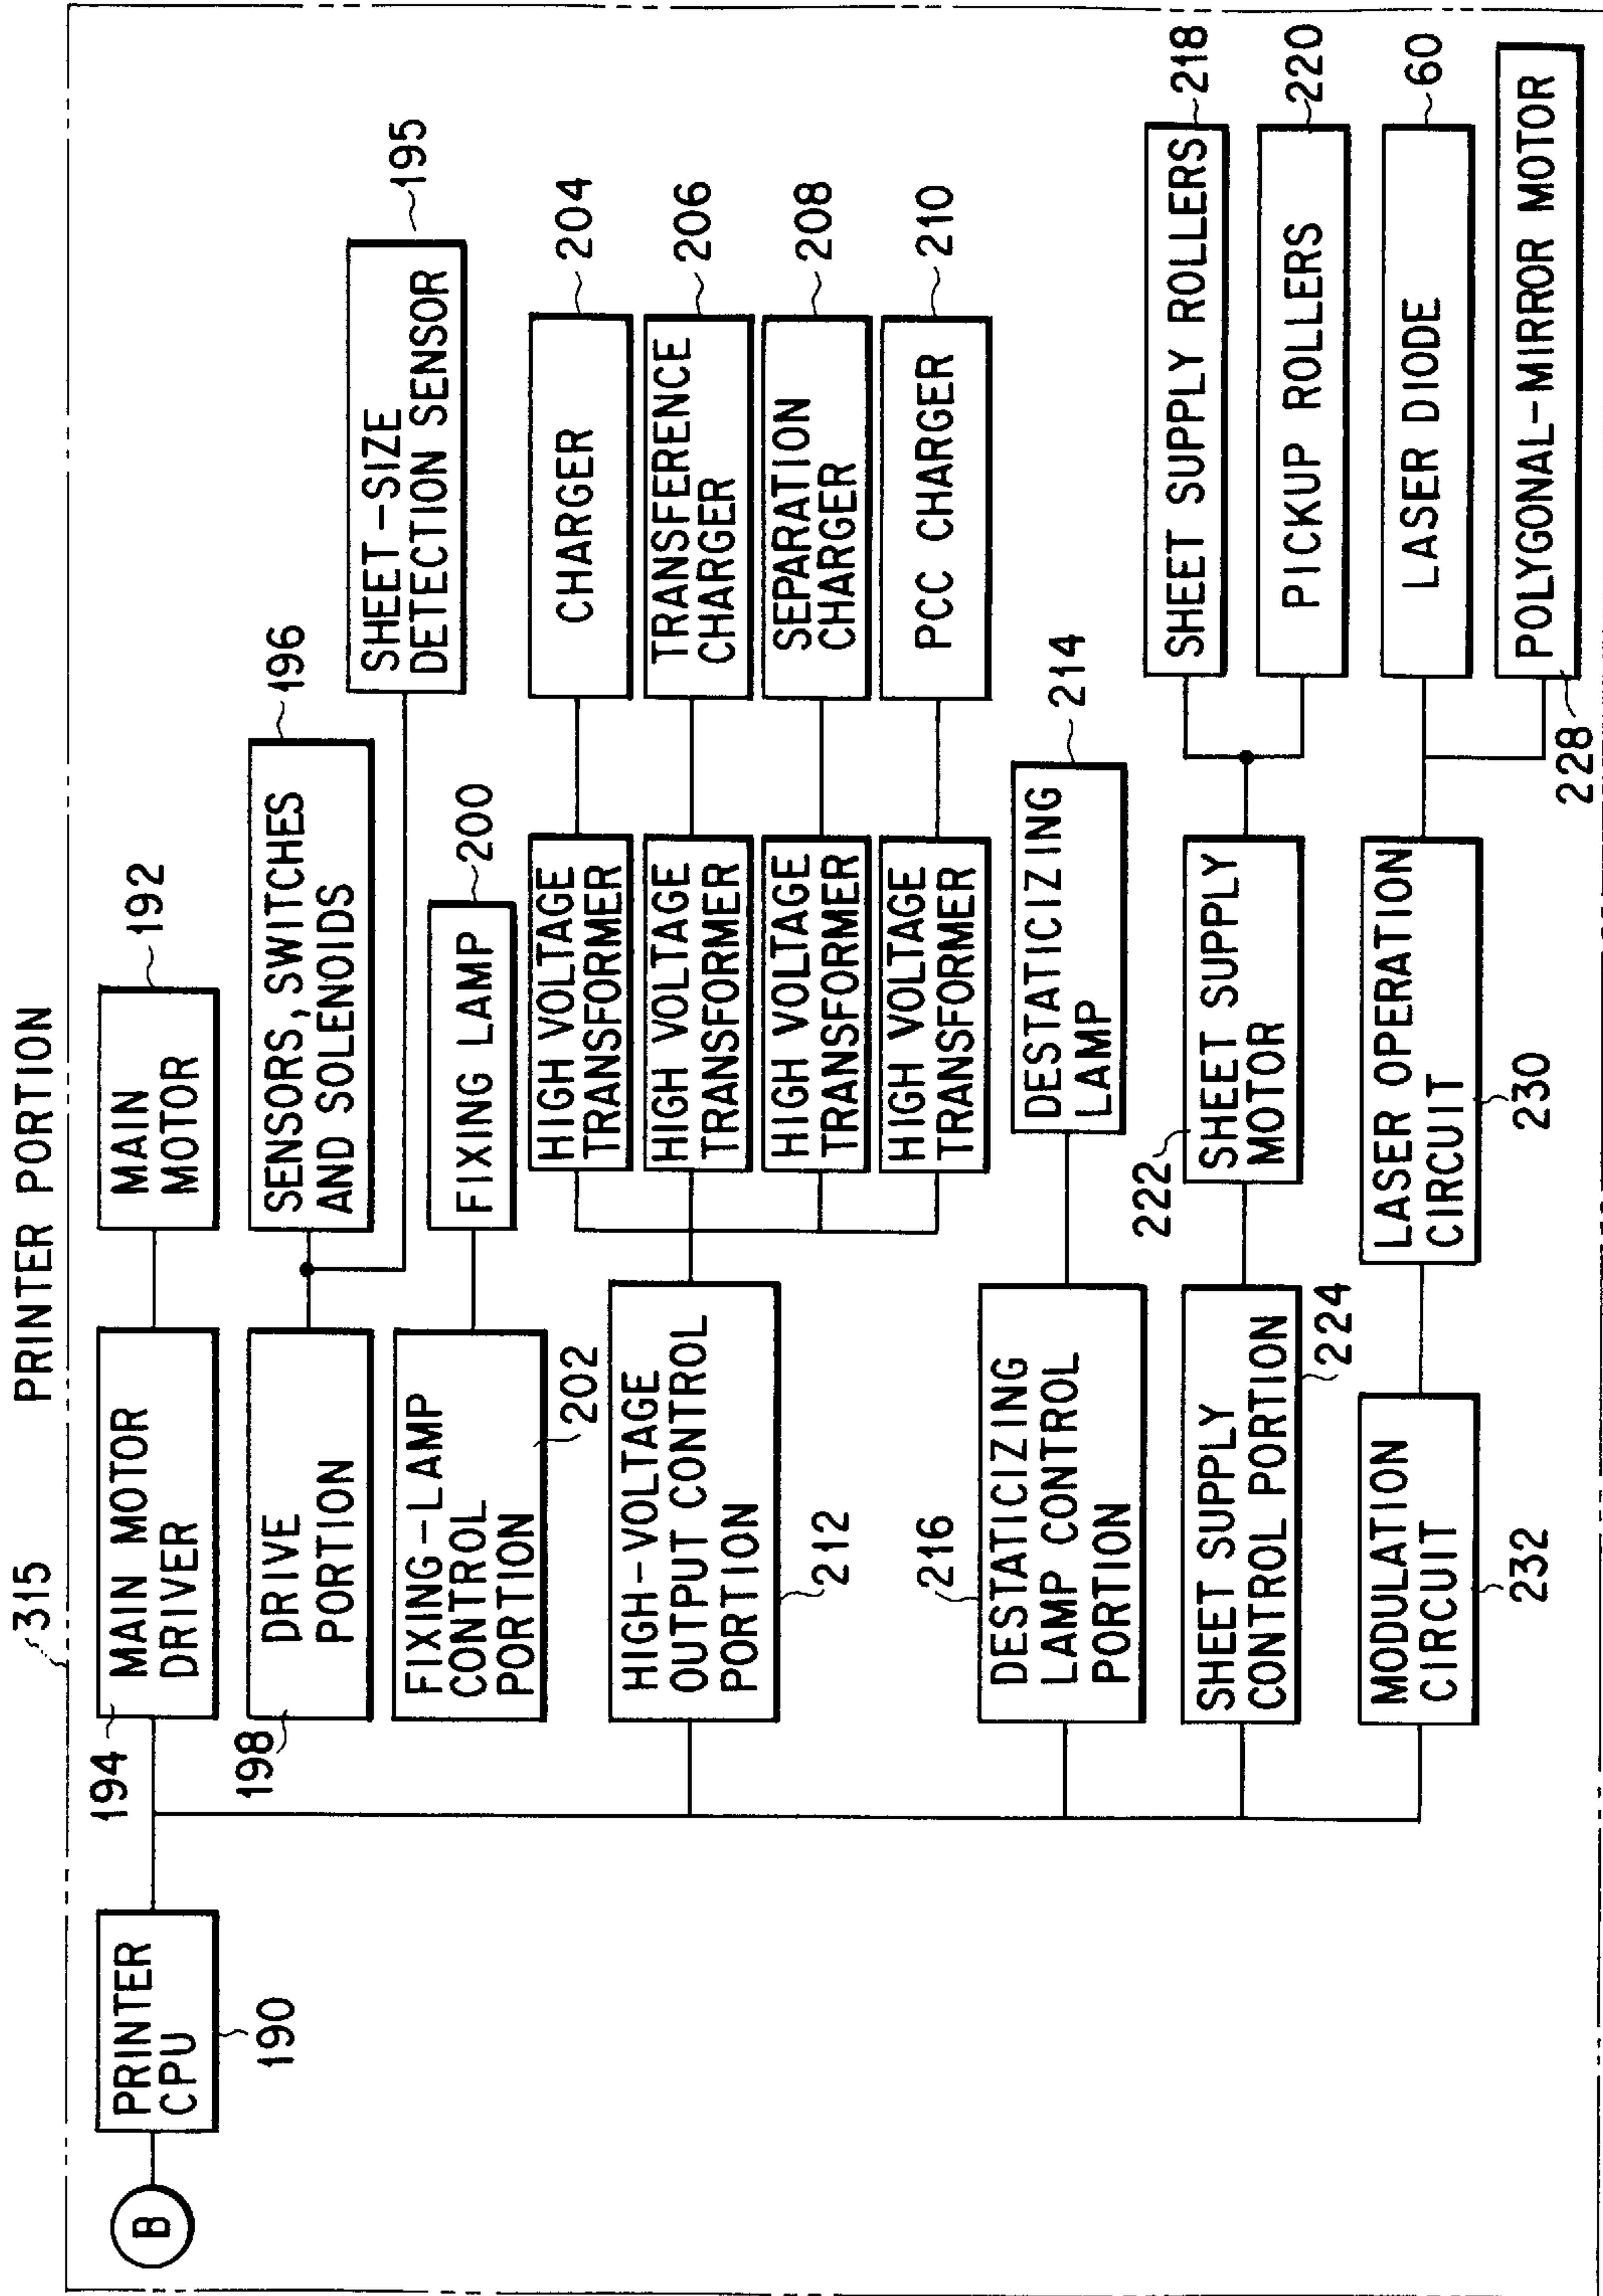 PRINTER PORTION
315
B
PRINTER
CPU
190
194
MAIN MOTOR
DRIVER
MAIN
MOTOR
192
198
DRIVE
PORTION
SENSORS, SWITCHES
AND SOLENOIDS
196
SHEET-SIZE
DETECTION SENSOR
195
FIXING-LAMP
CONTROL
PORTION
202
FIXING LAMP
200
HIGH-VOLTAGE
OUTPUT CONTROL
PORTION
212
HIGH VOLTAGE
TRANSFORMER
CHARGER
204
HIGH VOLTAGE
TRANSFORMER
TRANSFERENCE
CHARGER
206
HIGH VOLTAGE
TRANSFORMER
SEPARATION
CHARGER
208
HIGH VOLTAGE
TRANSFORMER
PCC CHARGER
210
216
DESTATICIZING
LAMP CONTROL
PORTION
DESTATICIZING
LAMP
214
SHEET SUPPLY
CONTROL PORTION
224
222
SHEET SUPPLY
MOTOR
SHEET SUPPLY ROLLERS
218
PICKUP ROLLERS
220
MODULATION
CIRCUIT
232
LASER OPERATION
CIRCUIT
230
LASER DIODE
60
POLYGONAL-MIRROR MOTOR
228